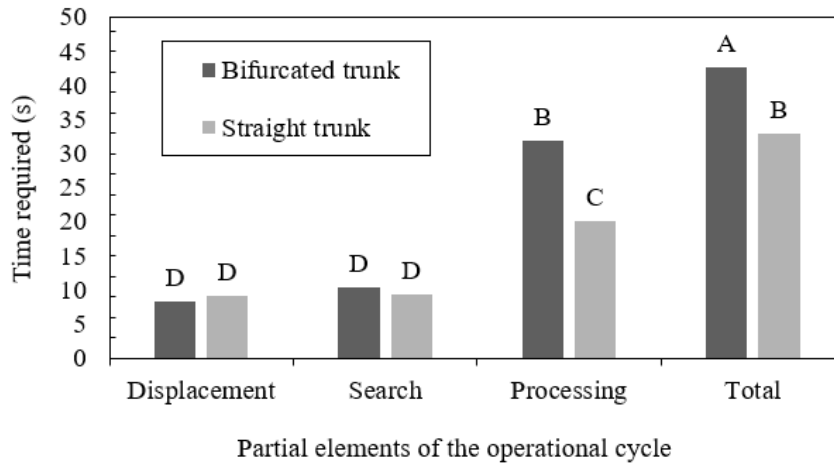 50
45
40
35
30
25
20
15
10
5
0
Time required (s)
Bifurcated trunk
Straight trunk
D D
D D
B
C
A
B
Displacement Search Processing Total
Partial elements of the operational cycle